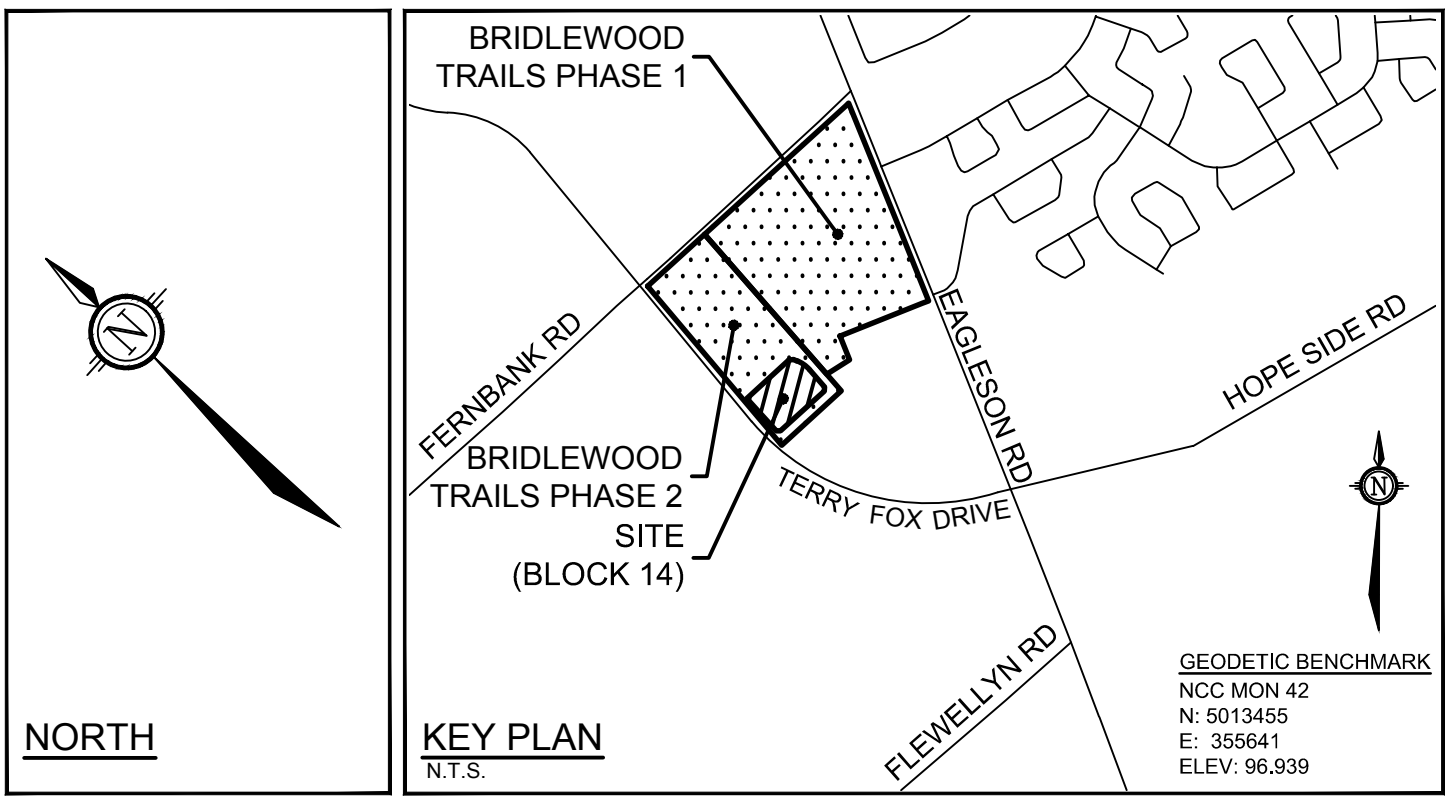 N
NORTH
BRIDLEWOOD
TRAILS PHASE 1
FERNBANK RD
EAGLESON RD
HOPE SIDE RD
BRIDLEWOOD
TRAILS PHASE 2
SITE
(BLOCK 14)
TERRY FOX DRIVE
N
FLEWELLYN RD
GEODETIC BENCHMARK
NCC MON 42
N: 5013455
E: 355641
ELEV: 96.939
KEY PLAN
N.T.S.